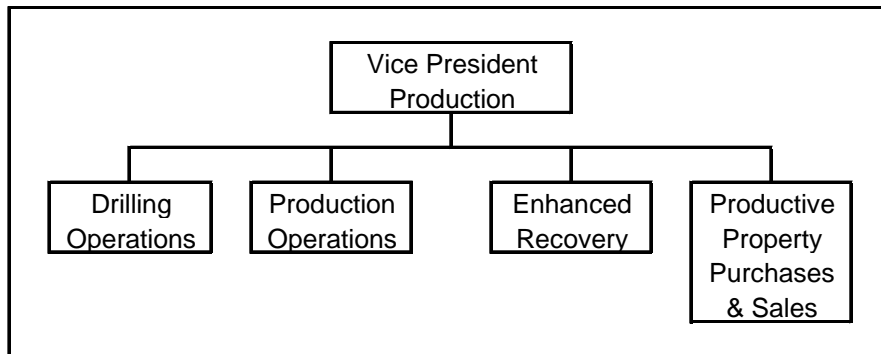 Vice President
Production
Drilling
Operations
Production
Operations
Enhanced
Recovery
Productive
Property
Purchases
& Sales